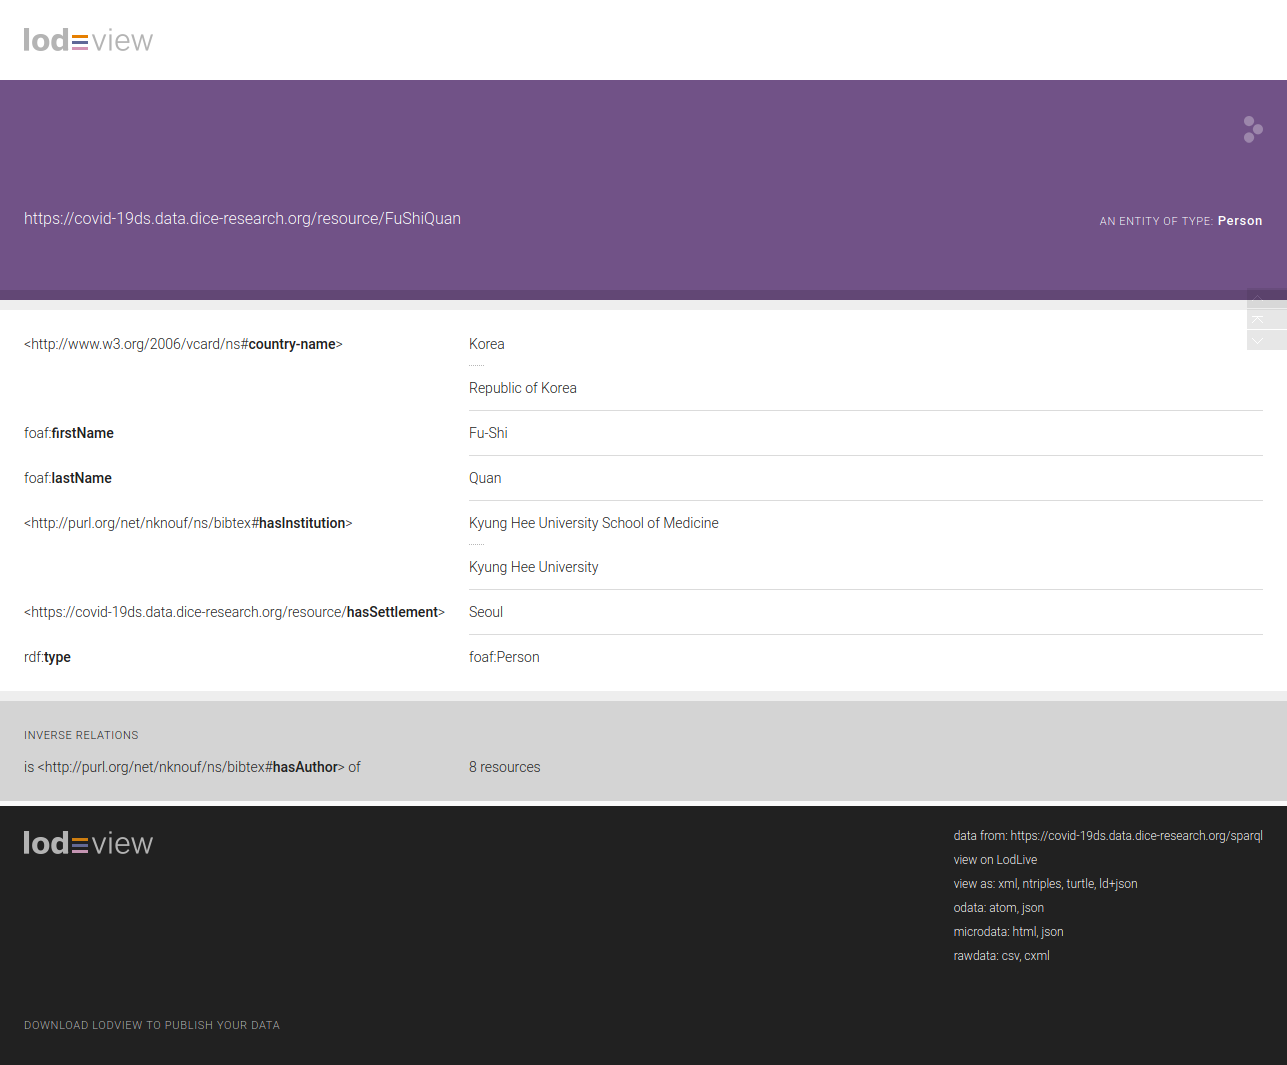 lodview
https://covid-19ds.data.dice-research.org/resource/FuShiQuan
AN ENTITY OF TYPE: Person
<http://www.w3.org/2006/vcard/ns#country-name>
Korea
Republic of Korea
foaf:firstName
Fu-Shi
foaf:lastName
Quan
<http://purl.org/net/nknouf/ns/bibtex#hasInstitution>
Kyung Hee University School of Medicine
Kyung Hee University
<https://covid-19ds.data.dice-research.org/resource/hasSettlement>
Seoul
rdf:type
foaf:Person
INVERSE RELATIONS
is <http://purl.org/net/nknouf/ns/bibtex#hasAuthor> of
8 resources
lodview
data from: https://covid-19ds.data.dice-research.org/sparql
view on LodLive
view as: xml, ntriples, turtle, ld+json
odata: atom, json
microdata: html, json
rawdata: csv, cxml
DOWNLOAD LODVIEW TO PUBLISH YOUR DATA